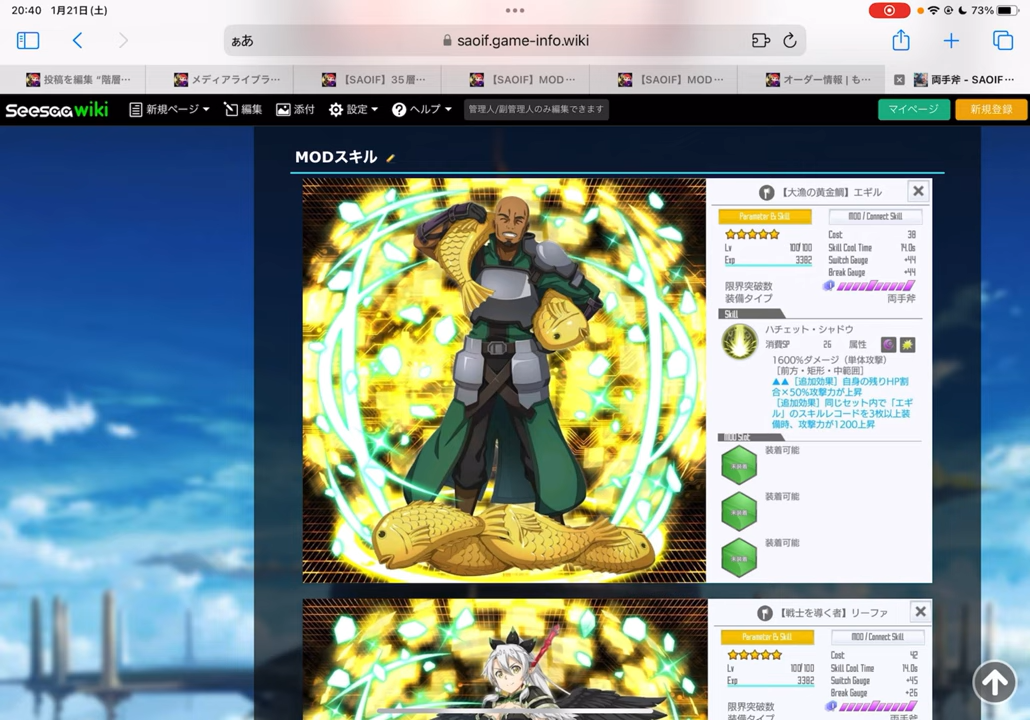 20:40 1月21日(土)
73%
ぁあ
saoif.game-info.wiki
投稿を編集 “階層…
メディアライブラ…
【SAOIF】35層…
【SAOIF】MOD…
【SAOIF】MOD…
オーダー情報 | も…
両手斧 - SAOIF…
Seesaa wiki
新規ページ
編集
添付
設定
ヘルプ
管理人/副管理人のみ編集できます
マイページ
新規登録
MODスキル
【大漁の黄金鯛】エギル
Parameter & Skill
MOD / Connect Skill
Lv 100/100
Exp 3382
Cost 38
Skill Cool Time 14.0s
Switch Gauge +44
Break Gauge +44
限界突破数
装備タイプ 両手斧
Skill
ハチェット・シャドウ
消費SP 26 属性
1600%ダメージ（単体攻撃）
［前方・矩形・中範囲］
▲▲［追加効果］自身の残りHP割
合×50%攻撃力が上昇
［追加効果］同じセット内で「エギ
ル」のスキルレコードを3枚以上装
備時、攻撃力が1200上昇
MOD Slot
装着可能
未装着
装着可能
未装着
装着可能
未装着
【戦士を導く者】リーファ
Parameter & Skill
MOD / Connect Skill
Lv 100/100
Exp 3382
Cost 42
Skill Cool Time 14.0s
Switch Gauge +45
Break Gauge +26
限界突破数
装備タイプ 両手斧